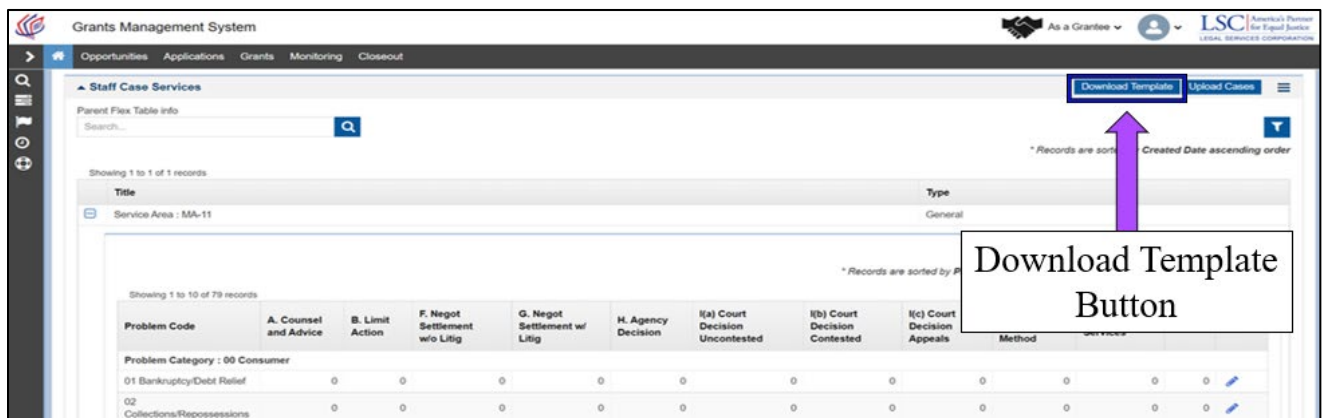 Grants Management System
As a Grantee
LSC America's Partner for Equal Justice
LEGAL SERVICES CORPORATION
Opportunities Applications Grants Monitoring Closeout
Staff Case Services
Download Template
Upload Cases
Parent Flex Table info
Search...
* Records are sorte Created Date ascending order
Showing 1 to 1 of 1 records
Title Type
Service Area : MA-11 General
Download Template
Button
* Records are sorted by P
Showing 1 to 10 of 79 records
Problem Code
A. Counsel and Advice
B. Limit Action
F. Negot Settlement w/o Litig
G. Negot Settlement w/ Litig
H. Agency Decision
I(a) Court Decision Uncontested
I(b) Court Decision Contested
I(c) Court Decision Appeals
Method
Services
Problem Category : 00 Consumer
01 Bankruptcy/Debt Relief 0 0 0 0 0 0 0 0 0 0 0
02
Collections/Repossessions 0 0 0 0 0 0 0 0 0 0 0